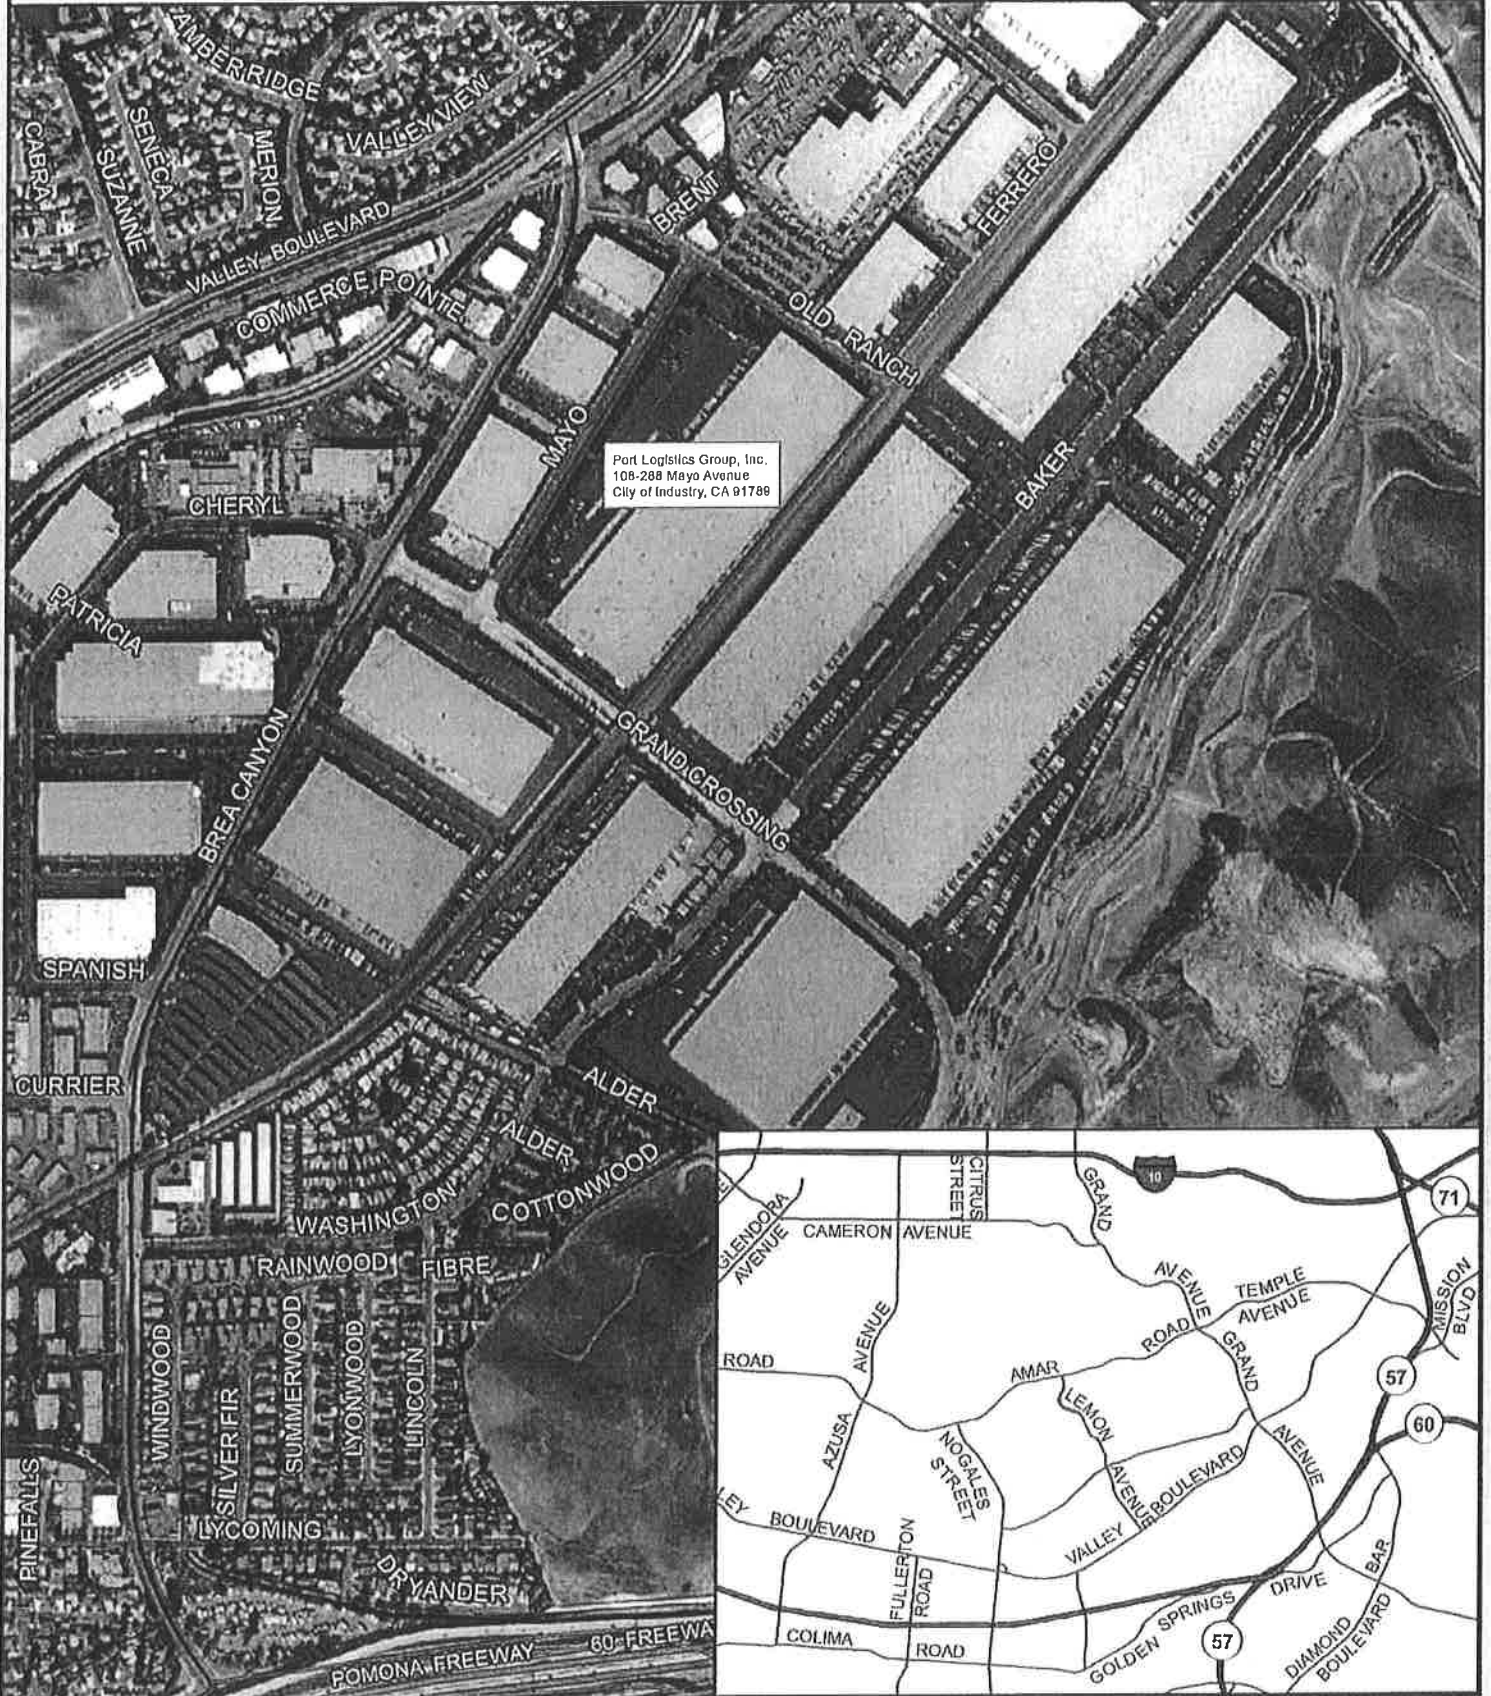 AMBERRIDGE
VALLEY VIEW
CABRA
SENECA
SUZANNE
MERION
VALLEY BOULEVARD
COMMERCE POINTE
BRENT
FERRERO
OLD RANCH
MAYO
Port Logistics Group, Inc.
108-288 Mayo Avenue
City of Industry, CA 91789
BAKER
CHERYL
PATRICIA
GRAND CROSSING
BREA CANYON
SPANISH
CURRIER
ALDER
ALDER
COTTONWOOD
WASHINGTON
RAINWOOD
FIBRE
WINDWOOD
SILVER FIR
SUMMERWOOD
LYONWOOD
LINCOLN
PINEFALLS
LYCOMING
DRYANDER
POMONA FREEWAY
60 FREEWA
10
71
CITRUS
STREET
GRAND
GLENDORA
AVENUE
CAMERON AVENUE
AVENUE
TEMPLE
AVENUE
MISSION
BLVD
AVENUE
ROAD
AMAR
ROAD
GRAND
57
60
LEMON
AVENUE
AZUSA
NOGALES
STREET
AVENUE
BOULEVARD
VALLEY
LEY
BOULEVARD
FULLERTON
ROAD
BAR
DIAMOND
BOULEVARD
GOLDEN SPRINGS DRIVE
COLIMA
ROAD
57